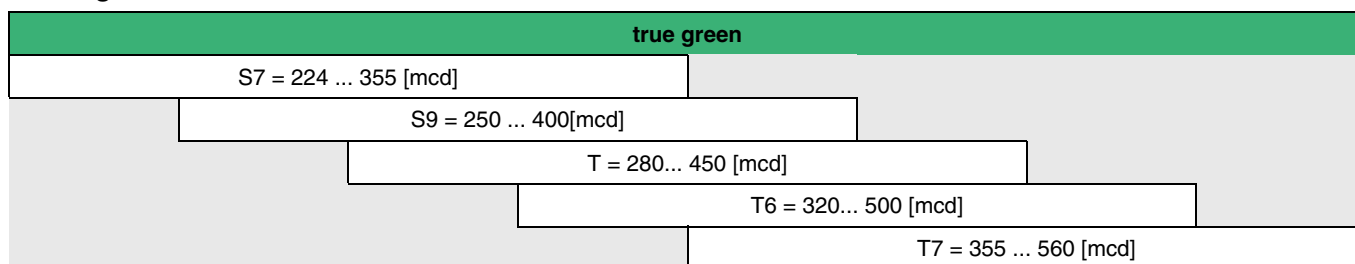 true green
S7 = 224 ... 355 [mcd]
S9 = 250 ... 400[mcd]
T = 280... 450 [mcd]
T6 = 320... 500 [mcd]
T7 = 355 ... 560 [mcd]